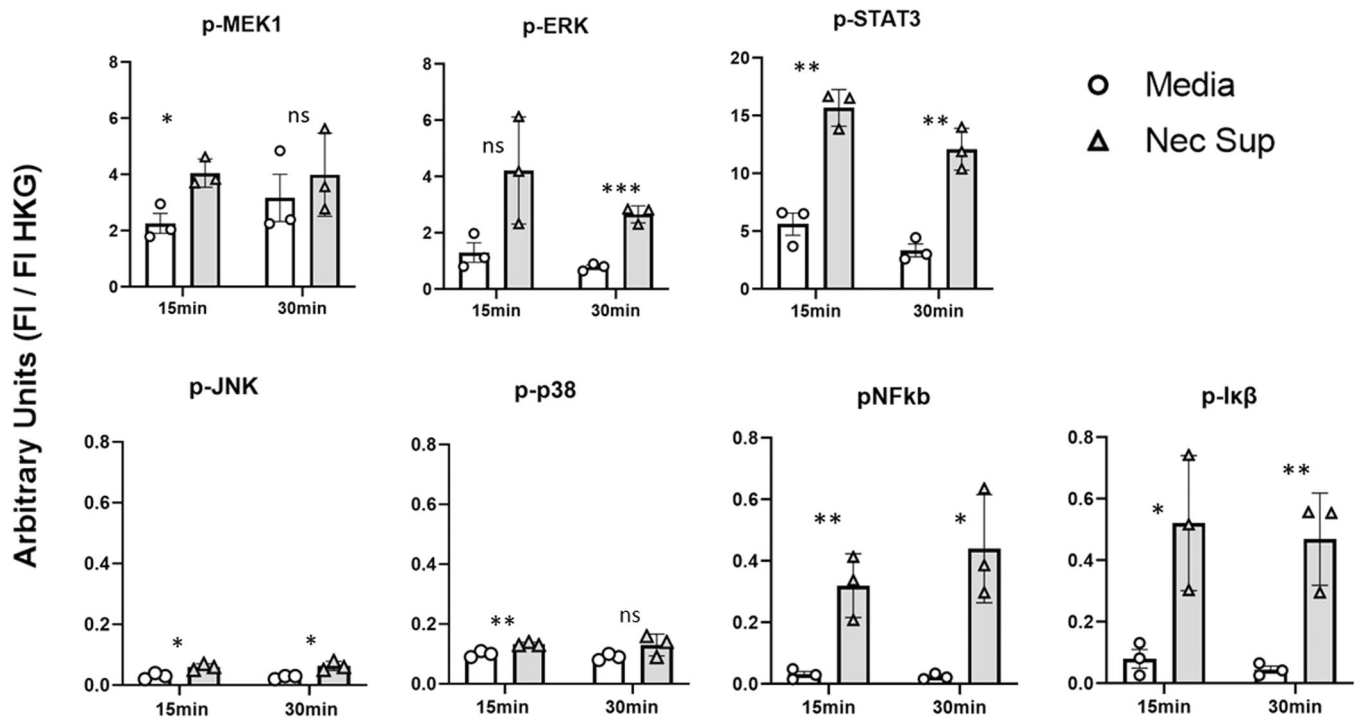 Arbitrary Units (FI / FI HKG)
p-MEK1
8
6
4
2
0
*
ns
15min
30min
p-ERK
8
6
4
2
0
ns
***
15min
30min
p-STAT3
20
15
10
5
0
**
**
15min
30min
Media
Nec Sup
p-JNK
0.8
0.6
0.4
0.2
0.0
*
*
15min
30min
p-p38
0.8
0.6
0.4
0.2
0.0
**
ns
15min
30min
pNFkb
0.8
0.6
0.4
0.2
0.0
**
*
15min
30min
p-Iκβ
0.8
0.6
0.4
0.2
0.0
*
**
15min
30min